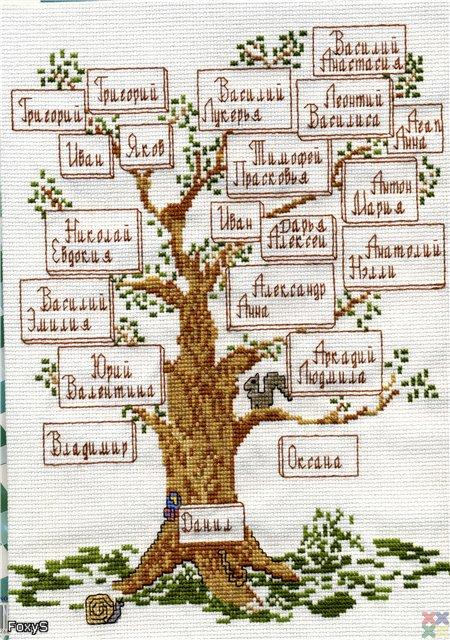 Василий
Анастасия
Григорий
Григорий
Василий
Лукерья
Леонтий
Василиса
Агап
Анна
Иван
Яков
Тимофей
Прасковья
Антон
Мария
Николай
Евдокия
Иван
Дарья
Алексей
Анатолий
Нэлли
Василий
Эмилия
Александр
Анна
Юрий
Валентина
Аркадий
Людмила
Владимир
Оксана
Данил
FoxyS